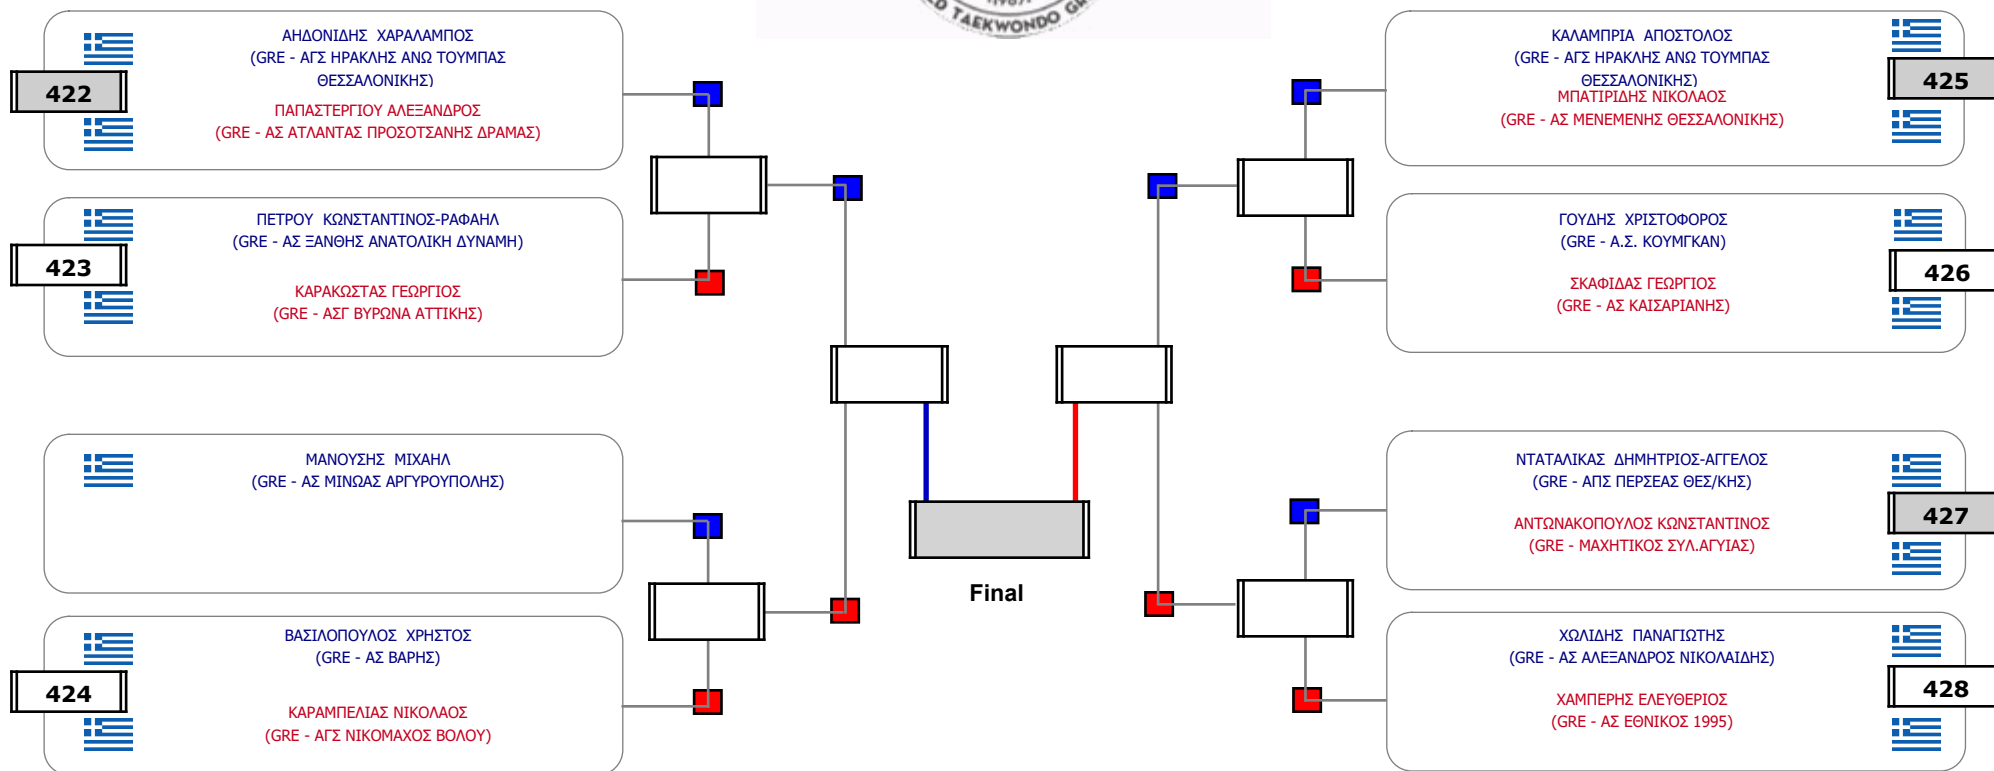 D TAEKWONDO G
422
ΑΗΔΟΝΙΔΗΣ ΧΑΡΑΛΑΜΠΟΣ
(GRE - ΑΓΣ ΗΡΑΚΛΗΣ ΑΝΩ ΤΟΥΜΠΑΣ
ΘΕΣΣΑΛΟΝΙΚΗΣ)
ΠΑΠΑΣΤΕΡΓΙΟΥ ΑΛΕΞΑΝΔΡΟΣ
(GRE - ΑΣ ΑΤΛΑΝΤΑΣ ΠΡΟΣΟΤΣΑΝΗΣ ΔΡΑΜΑΣ)
423
ΠΕΤΡΟΥ ΚΩΝΣΤΑΝΤΙΝΟΣ-ΡΑΦΑΗΛ
(GRE - ΑΣ ΞΑΝΘΗΣ ΑΝΑΤΟΛΙΚΗ ΔΥΝΑΜΗ)
ΚΑΡΑΚΩΣΤΑΣ ΓΕΩΡΓΙΟΣ
(GRE - ΑΣΓ ΒΥΡΩΝΑ ΑΤΤΙΚΗΣ)
ΜΑΝΟΥΣΗΣ ΜΙΧΑΗΛ
(GRE - ΑΣ ΜΙΝΩΑΣ ΑΡΓΥΡΟΥΠΟΛΗΣ)
424
ΒΑΣΙΛΟΠΟΥΛΟΣ ΧΡΗΣΤΟΣ
(GRE - ΑΣ ΒΑΡΗΣ)
ΚΑΡΑΜΠΕΛΙΑΣ ΝΙΚΟΛΑΟΣ
(GRE - ΑΓΣ ΝΙΚΟΜΑΧΟΣ ΒΟΛΟΥ)
Final
ΚΑΛΑΜΠΡΙΑ ΑΠΟΣΤΟΛΟΣ
(GRE - ΑΓΣ ΗΡΑΚΛΗΣ ΑΝΩ ΤΟΥΜΠΑΣ
ΘΕΣΣΑΛΟΝΙΚΗΣ)
ΜΠΑΤΙΡΙΔΗΣ ΝΙΚΟΛΑΟΣ
(GRE - ΑΣ ΜΕΝΕΜΕΝΗΣ ΘΕΣΣΑΛΟΝΙΚΗΣ)
425
ΓΟΥΔΗΣ ΧΡΙΣΤΟΦΟΡΟΣ
(GRE - Α.Σ. ΚΟΥΜΓΚΑΝ)
ΣΚΑΦΙΔΑΣ ΓΕΩΡΓΙΟΣ
(GRE - ΑΣ ΚΑΙΣΑΡΙΑΝΗΣ)
426
ΝΤΑΤΑΛΙΚΑΣ ΔΗΜΗΤΡΙΟΣ-ΑΓΓΕΛΟΣ
(GRE - ΑΠΣ ΠΕΡΣΕΑΣ ΘΕΣ/ΚΗΣ)
ΑΝΤΩΝΑΚΟΠΟΥΛΟΣ ΚΩΝΣΤΑΝΤΙΝΟΣ
(GRE - ΜΑΧΗΤΙΚΟΣ ΣΥΛ.ΑΓΥΙΑΣ)
427
ΧΩΛΙΔΗΣ ΠΑΝΑΓΙΩΤΗΣ
(GRE - ΑΣ ΑΛΕΞΑΝΔΡΟΣ ΝΙΚΟΛΑΙΔΗΣ)
ΧΑΜΠΕΡΗΣ ΕΛΕΥΘΕΡΙΟΣ
(GRE - ΑΣ ΕΘΝΙΚΟΣ 1995)
428